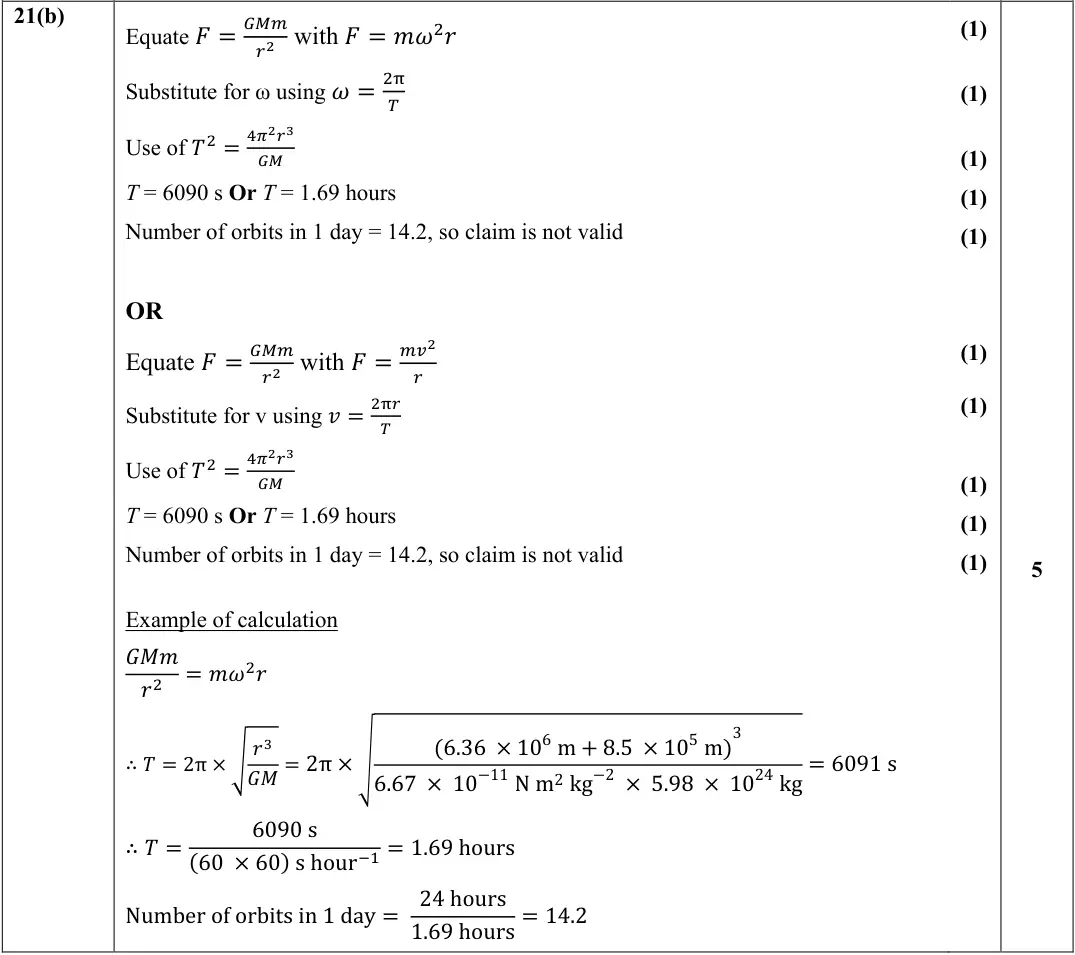 21(b)
Equate F = GMm/r² with F = mω²r (1)
Substitute for ω using ω = 2π/T (1)
Use of T² = 4π²r³/GM (1)
T = 6090 s Or T = 1.69 hours (1)
Number of orbits in 1 day = 14.2, so claim is not valid (1)
OR
Equate F = GMm/r² with F = mv²/r (1)
Substitute for v using v = 2πr/T (1)
Use of T² = 4π²r³/GM (1)
T = 6090 s Or T = 1.69 hours (1)
Number of orbits in 1 day = 14.2, so claim is not valid (1)
5
Example of calculation
GMm/r² = mω²r
∴ T = 2π × √(r³/GM) = 2π × √((6.36 × 10⁶ m + 8.5 × 10⁵ m)³/(6.67 × 10⁻¹¹ N m² kg⁻² × 5.98 × 10²⁴ kg)) = 6091 s
∴ T = 6090 s/((60 × 60) s hour⁻¹) = 1.69 hours
Number of orbits in 1 day = 24 hours/1.69 hours = 14.2